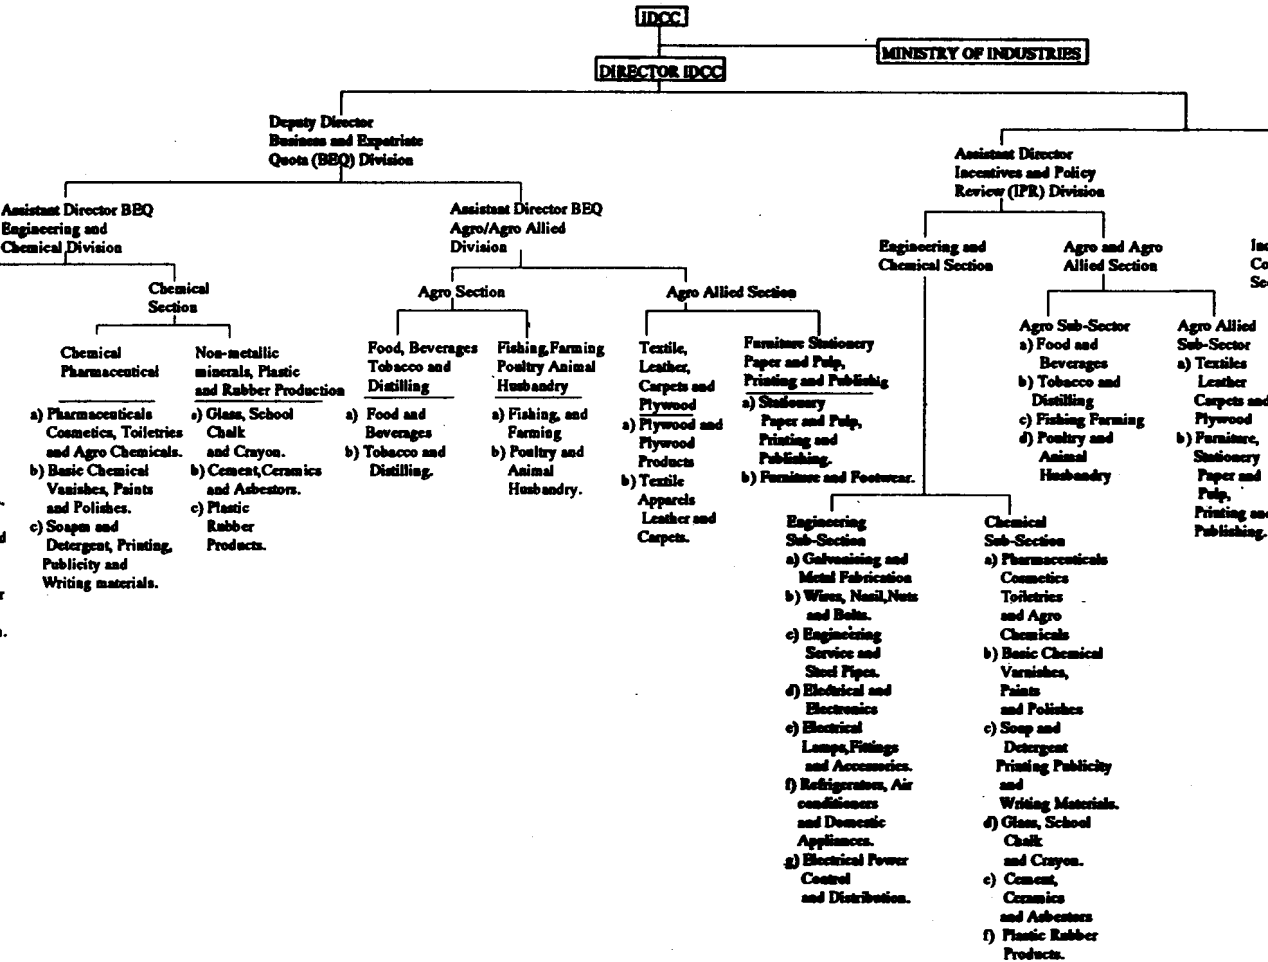 IDCC
MINISTRY OF INDUSTRIES
DIRECTOR IDCC
Deputy Director
Business and Expatriate
Quota (BEQ) Division
Assistant Director
Incentives and Policy
Review (IPR) Division
Assistant Director BEQ
Engineering and
Chemical Division
Assistant Director BEQ
Agro/Agro Allied
Division
Engineering and
Chemical Section
Agro and Agro
Allied Section
Chemical
Section
Agro Section
Agro Allied Section
Chemical
Pharmaceutical
a) Pharmaceuticals
Cosmetics, Toiletries
and Agro Chemicals.
b) Basic Chemical
Vanishes, Paints
and Polishes.
c) Soaps and
Detergent, Printing,
Publicity and
Writing materials.
Non-metallic
minerals, Plastic
and Rubber Production
a) Glass, School
Chalk
and Crayon.
b) Cement,Ceramics
and Asbestors.
c) Plastic
Rubber
Products.
Food, Beverages
Tobacco and
Distilling
a) Food and
Beverages
b) Tobacco and
Distilling.
Fishing,Farming
Poultry Animal
Husbandry
a) Fishing, and
Farming
b) Poultry and
Animal
Husbandry.
Textile,
Leather,
Carpets and
Plywood
a) Plywood and
Plywood
Products
b) Textile
Apparels
Leather and
Carpets.
Furniture Stationery
Paper and Pulp,
Printing and Publishig
a) Stationery
Paper and Pulp,
Printing and
Publishing.
b) Furniture and Footwear.
Engineering
Sub-Section
a) Galvanising and
Metal Fabrication
b) Wires, Nasil,Nuts
and Bolts.
c) Engineering
Service and
Steel Pipes.
d) Electrical and
Electronics
e) Electrical
Lamps,Fittings
and Accessories.
f) Refrigerators, Air
conditioners
and Domestic
Appliances.
g) Electrical Power
Control
and Distribution.
Chemical
Sub-Section
a) Pharmaceuticals
Cosmetics
Toiletries
and Agro
Chemicals
b) Basic Chemical
Varnishes,
Paints
and Polishes
c) Soap and
Detergent
Printing Publicity
and
Writing Materials.
d) Glass, School
Chalk
and Crayon.
e) Cement,
Ceramics
and Asbestors
f) Plastic Rubber
Products.
Agro Sub-Sector
a) Food and
Beverages
b) Tobacco and
Distilling
c) Fishing Farming
d) Poultry and
Animal
Husbandry
Agro Allied
Sub-Sector
a) Textiles
Leather
Carpets and
Plywood
b) Furniture,
Stationery
Paper and
Pulp,
Printing and
Publishing.